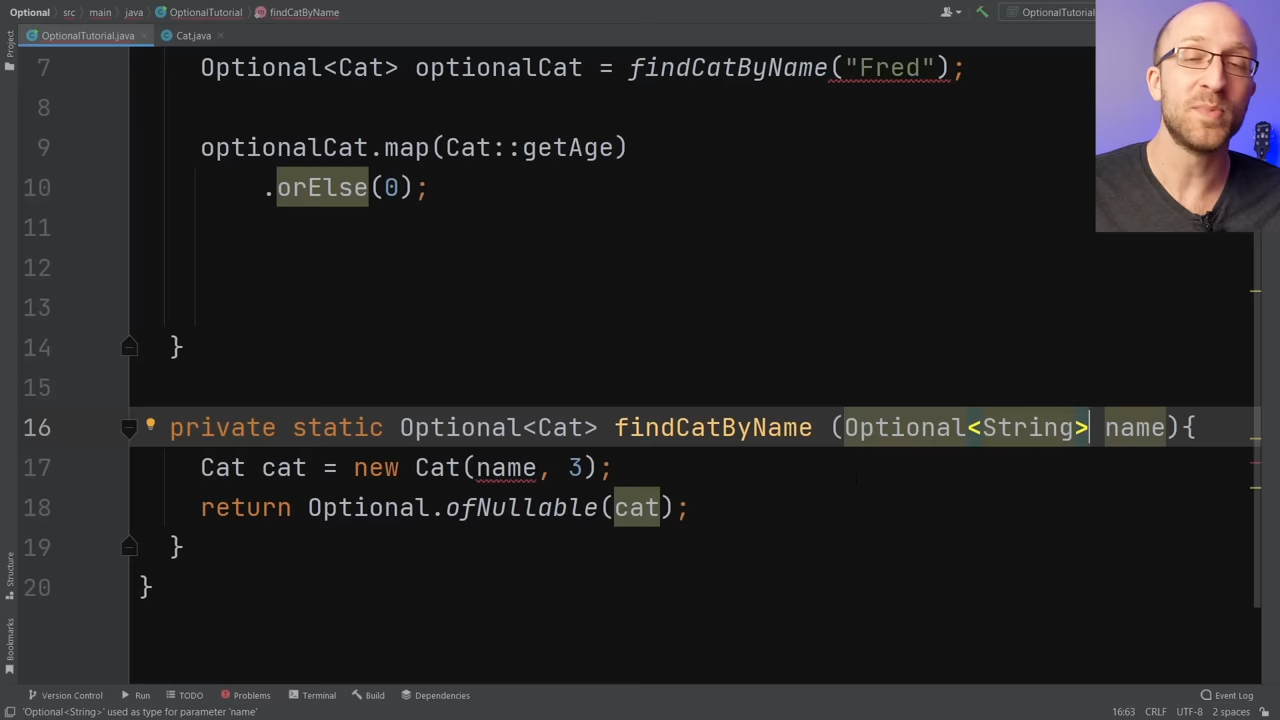 Optional src main java OptionalTutorial findCatByName OptionalTutorial
OptionalTutorial.java Cat.java
Project
7 Optional<Cat> optionalCat = findCatByName("Fred");
8
9 optionalCat.map(Cat::getAge)
10 .orElse(0);
11
12
13
14 }
15
16 private static Optional<Cat> findCatByName (Optional<String> name){
17 Cat cat = new Cat(name, 3);
18 return Optional.ofNullable(cat);
19 }
20 }
Structure
Bookmarks
Version Control Run TODO Problems Terminal Build Dependencies Event Log
'Optional<String>' used as type for parameter 'name' 16:63 CRLF UTF-8 2 spaces